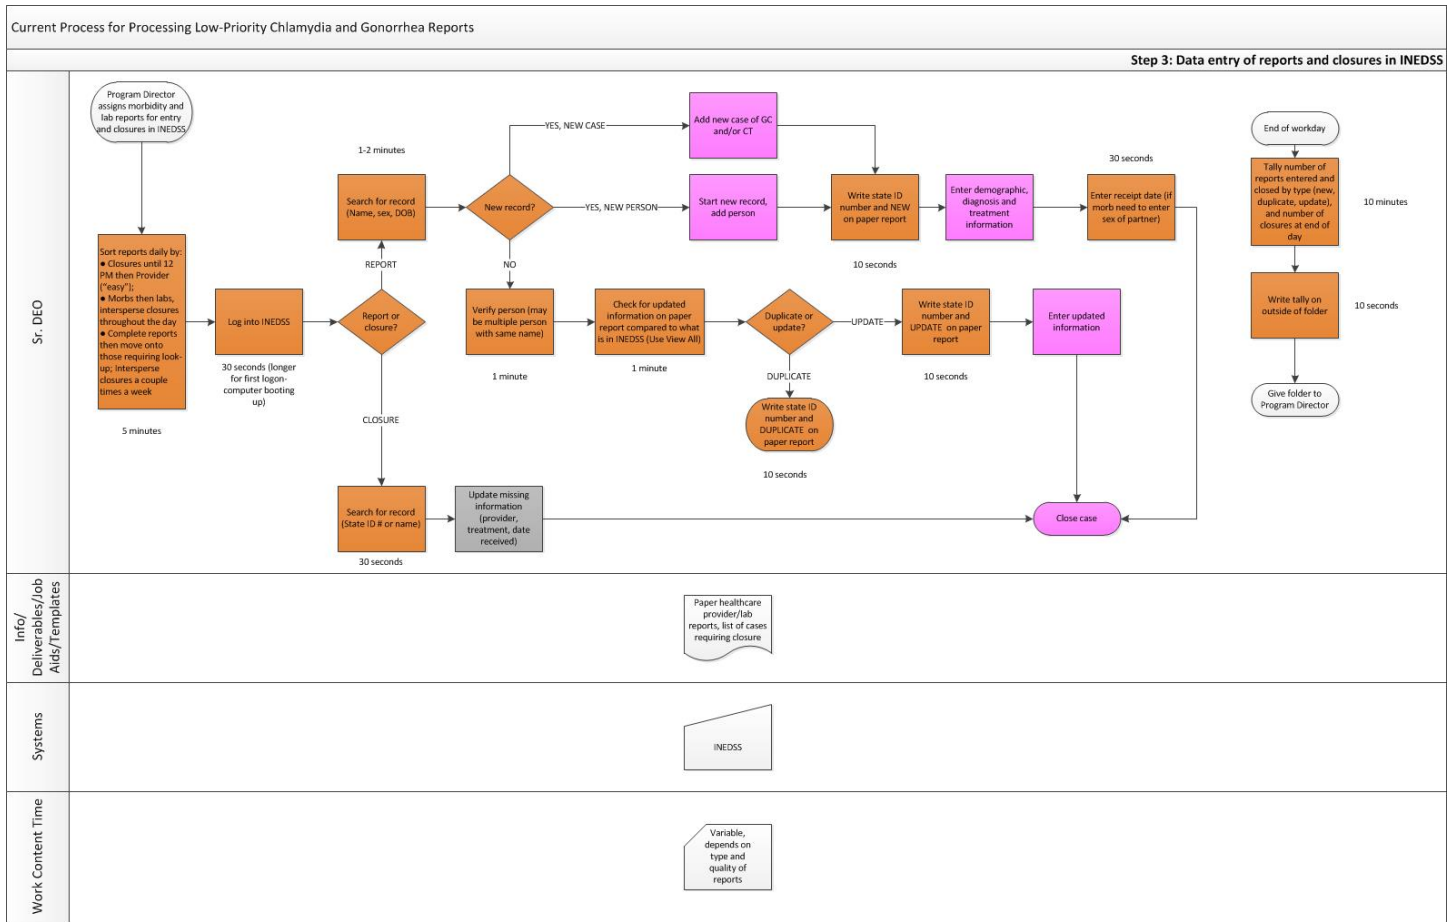 Current Process for Processing Low-Priority Chlamydia and Gonorrhea Reports
Step 3: Data entry of reports and closures in INEDSS
Sr. DEO
Program Director
assigns morbidity and
lab reports for entry
and closures in INEDSS
Sort reports daily by:
● Closures until 12
PM then Provider
("easy");
● Morbs then labs,
intersperse closures
throughout the day
● Complete reports
then move onto
those requiring look-
up; Intersperse
closures a couple
times a week
5 minutes
Log into INEDSS
30 seconds (longer
for first logon-
computer booting
up)
Report or
closure?
REPORT
CLOSURE
1-2 minutes
Search for record
(Name, sex, DOB)
New record?
YES, NEW CASE
Add new case of GC
and/or CT
YES, NEW PERSON
Start new record,
add person
Write state ID
number and NEW
on paper report
10 seconds
Enter demographic,
diagnosis and
treatment
information
30 seconds
Enter receipt date (if
morb need to enter
sex of partner)
NO
Verify person (may
be multiple person
with same name)
1 minute
Check for updated
information on paper
report compared to what
is in INEDSS (Use View All)
1 minute
Duplicate or
update?
UPDATE
Write state ID
number and
UPDATE on paper
report
10 seconds
Enter updated
information
DUPLICATE
Write state ID
number and
DUPLICATE on
paper report
10 seconds
Search for record
(State ID # or name)
30 seconds
Update missing
information
(provider,
treatment, date
received)
Close case
End of workday
Tally number of
reports entered and
closed by type (new,
duplicate, update),
and number of
closures at end of
day
10 minutes
Write tally on
outside of folder
10 seconds
Give folder to
Program Director
Info/
Deliverables/Job
Aids/Templates
Paper healthcare
provider/lab
reports, list of cases
requiring closure
Systems
INEDSS
Work Content Time
Variable,
depends on
type and
quality of
reports